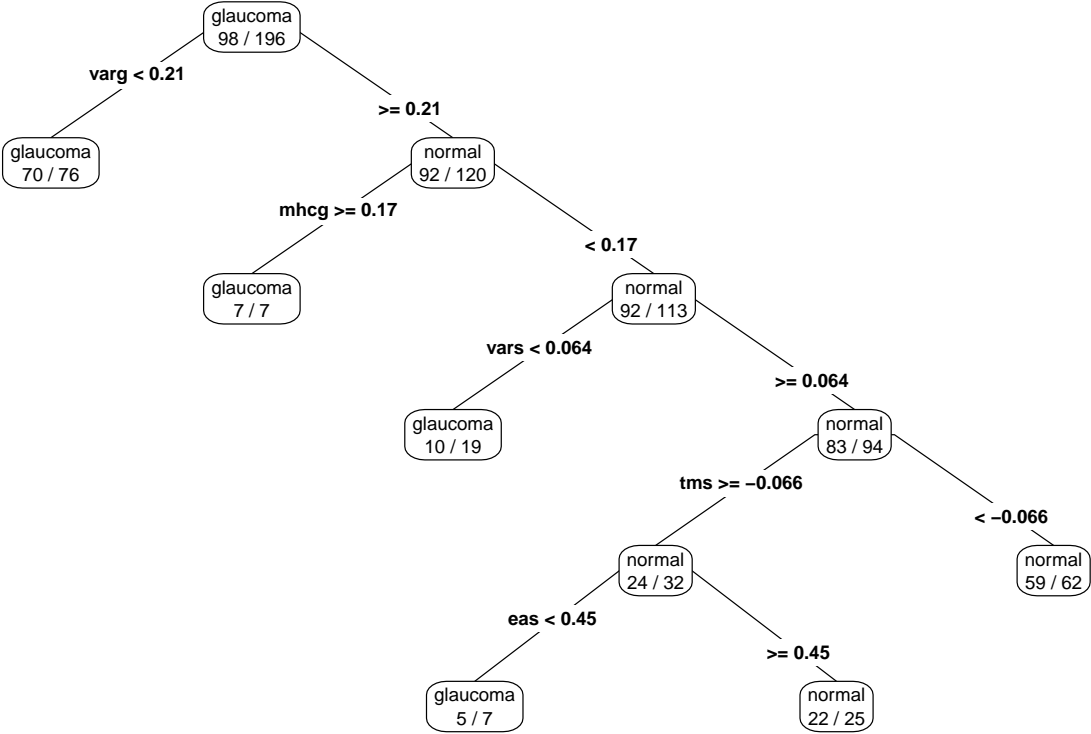 glaucoma
98 / 196
varg < 0.21
>= 0.21
glaucoma
70 / 76
normal
92 / 120
mhcg >= 0.17
< 0.17
glaucoma
7 / 7
normal
92 / 113
vars < 0.064
>= 0.064
glaucoma
10 / 19
normal
83 / 94
tms >= −0.066
< −0.066
normal
24 / 32
normal
59 / 62
eas < 0.45
>= 0.45
glaucoma
5 / 7
normal
22 / 25